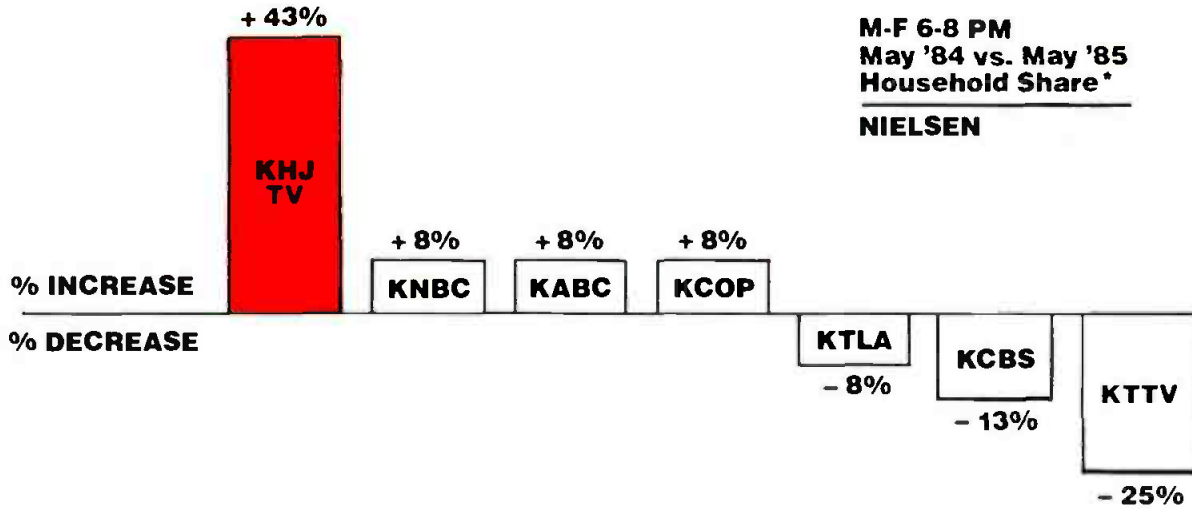 + 43%
M-F 6-8 PM
May '84 vs. May '85
Household Share*
NIELSEN
KHJ
TV
+ 8%
+ 8%
+ 8%
% INCREASE
KNBC
KABC
KCOP
% DECREASE
KTLA
KCBS
KTTV
– 8%
– 13%
– 25%